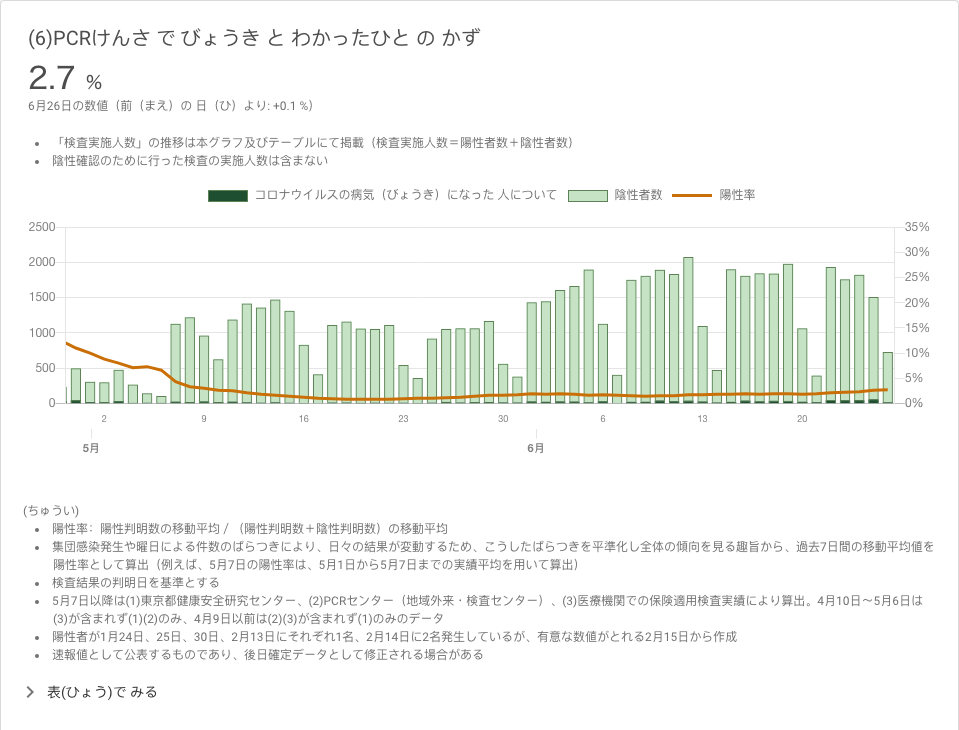 (6)PCRけんさ で びょうき と わかったひと の かず
2.7 %
6月26日の数値（前（まえ）の 日（ひ）より: +0.1 %）
• 「検査実施人数」の推移は本グラフ及びテーブルにて掲載（検査実施人数＝陽性者数＋陰性者数）
• 陰性確認のために行った検査の実施人数は含まない
コロナウイルスの病気（びょうき）になった 人について 陰性者数 陽性率
2500 35%
30%
2000
25%
1500 20%
1000 15%
10%
500
5%
0 0%
2 9 16 23 30 6 13 20
5月 6月
(ちゅうい)
• 陽性率：陽性判明数の移動平均 / （陽性判明数＋陰性判明数）の移動平均
• 集団感染発生や曜日による件数のばらつきにより、日々の結果が変動するため、こうしたばらつきを平準化し全体の傾向を見る趣旨から、過去7日間の移動平均値を
陽性率として算出（例えば、5月7日の陽性率は、5月1日から5月7日までの実績平均を用いて算出）
• 検査結果の判明日を基準とする
• 5月7日以降は(1)東京都健康安全研究センター、(2)PCRセンター（地域外来・検査センター）、(3)医療機関での保険適用検査実績により算出。4月10日～5月6日は
(3)が含まれず(1)(2)のみ、4月9日以前は(2)(3)が含まれず(1)のみのデータ
• 陽性者が1月24日、25日、30日、2月13日にそれぞれ1名、2月14日に2名発生しているが、有意な数値がとれる2月15日から作成
• 速報値として公表するものであり、後日確定データとして修正される場合がある
表(ひょう)で みる